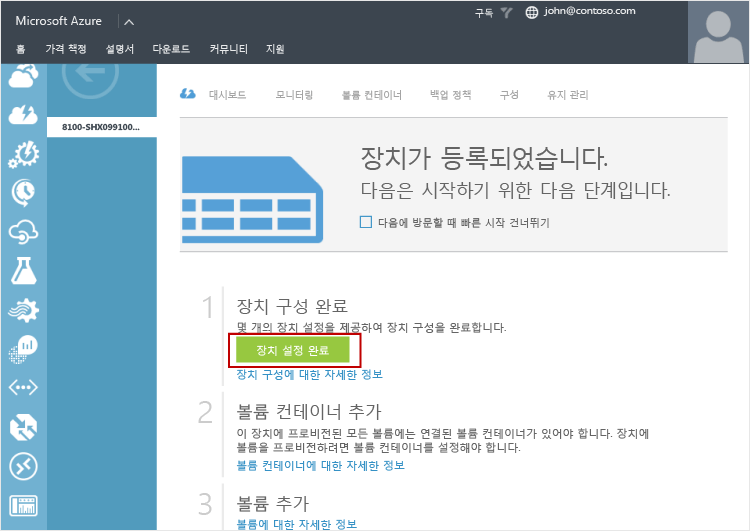 Microsoft Azure
구독
john@contoso.com
홈 가격 책정 설명서 다운로드 커뮤니티 지원
8100-SHX099100...
대시보드 모니터링 볼륨 컨테이너 백업 정책 구성 유지 관리
장치가 등록되었습니다.
다음은 시작하기 위한 다음 단계입니다.
다음에 방문할 때 빠른 시작 건너뛰기
1 장치 구성 완료
몇 개의 장치 설정을 제공하여 장치 구성을 완료합니다.
장치 설정 완료
장치 구성에 대한 자세한 정보
2 볼륨 컨테이너 추가
이 장치에 프로비전된 모든 볼륨에는 연결된 볼륨 컨테이너가 있어야 합니다. 장치에
볼륨을 프로비전하려면 볼륨 컨테이너를 설정해야 합니다.
볼륨 컨테이너에 대한 자세한 정보
3 볼륨 추가
볼륨에 대한 자세한 정보